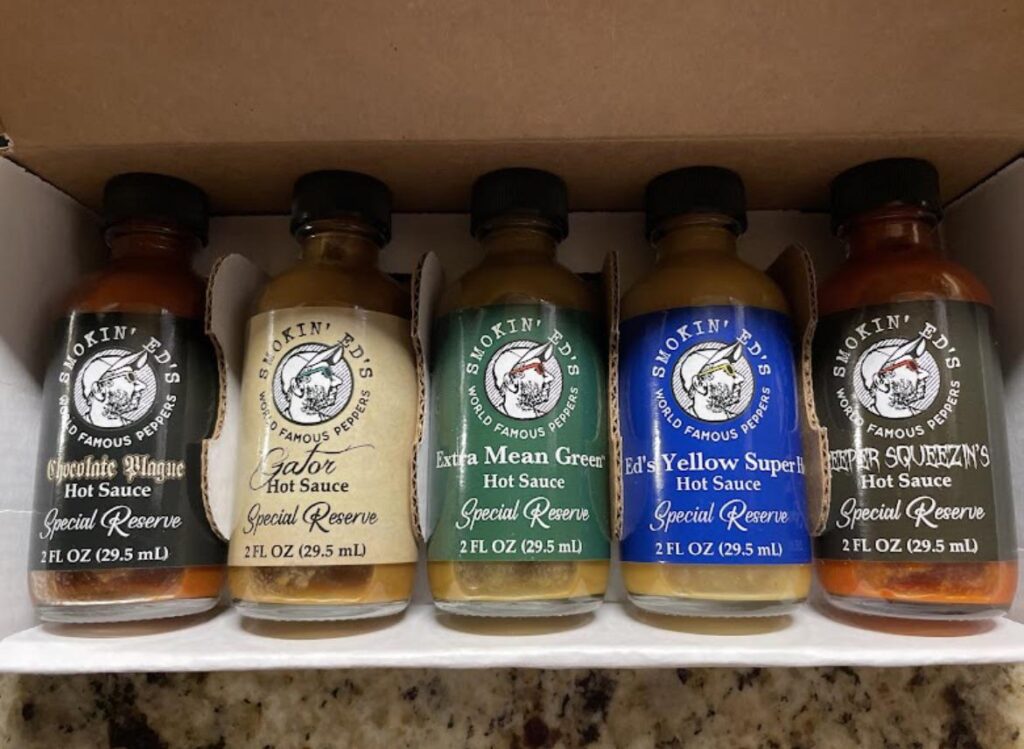 SMOKIN' ED'S
WORLD FAMOUS PEPPERS
Chocolate Plague
Hot Sauce
Special Reserve
2 FL OZ (29.5 mL)
SMOKIN' ED'S
WORLD FAMOUS PEPPERS
Gator
Hot Sauce
Special Reserve
2 FL OZ (29.5 mL)
SMOKIN' ED'S
WORLD FAMOUS PEPPERS
Extra Mean Green™
Hot Sauce
Special Reserve
2 FL OZ (29.5 mL)
SMOKIN' ED'S
WORLD FAMOUS PEPPERS
Ed's Yellow Super
Hot Sauce
Special Reserve
2 FL OZ (29.5 mL)
SMOKIN' ED'S
WORLD FAMOUS PEPPERS
EEPER SQUEEZIN'S
Hot Sauce
Special Reserve
2 FL OZ (29.5 mL)